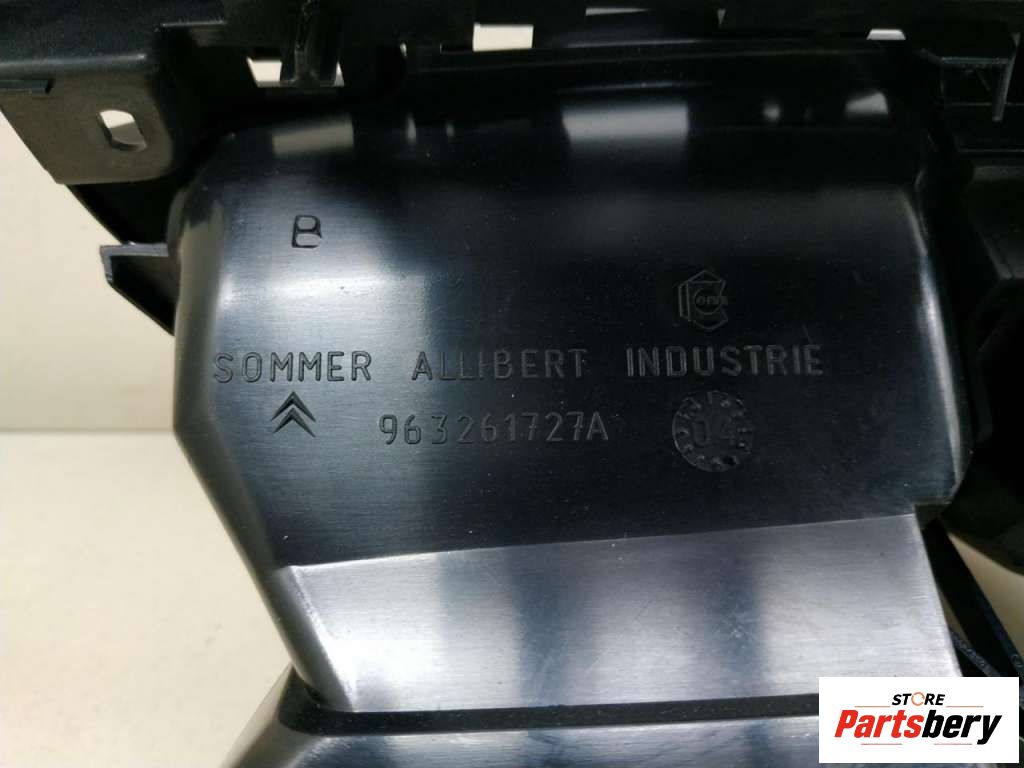 B
SOMMER ALLIBERT INDUSTRIE
963261727A
04
STORE
Partsbery